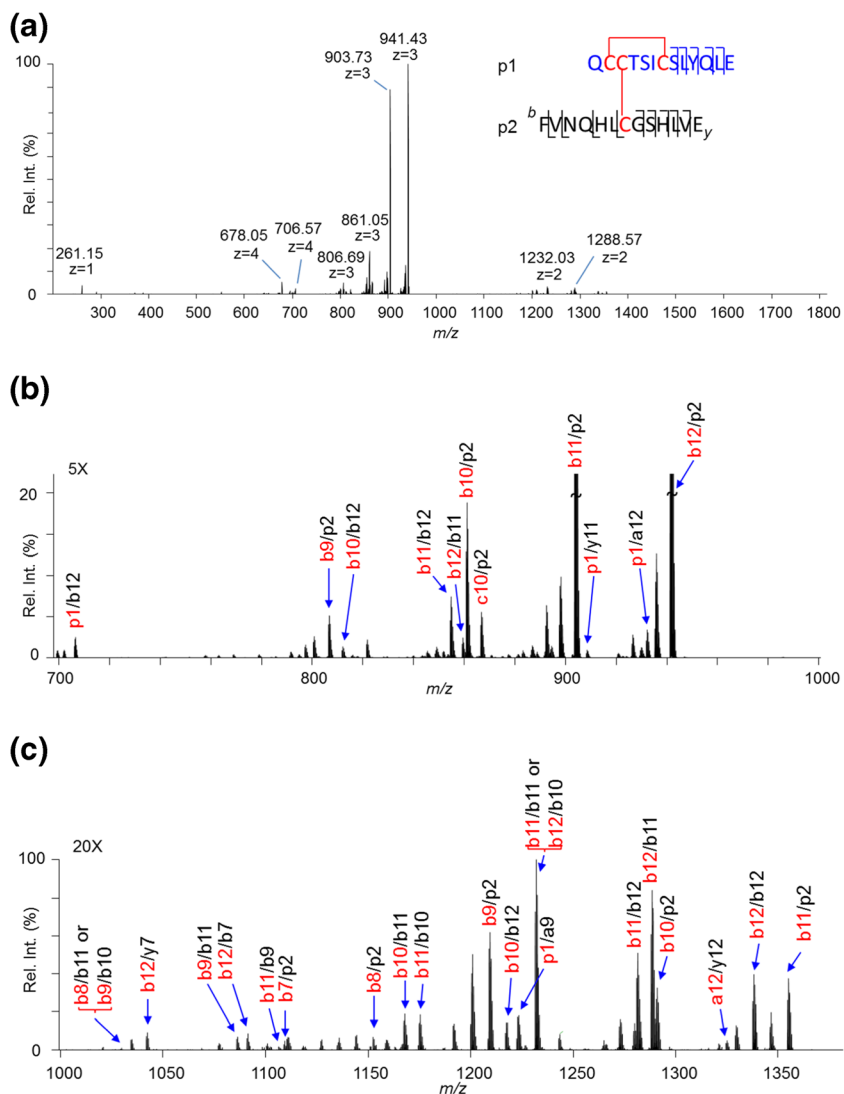 (a)
100
Rel. Int. (%)
0
261.15
z=1
678.05
z=4
706.57
z=4
806.69
z=3
861.05
z=3
903.73
z=3
941.43
z=3
1232.03
z=2
1288.57
z=2
p1 QCCTSICSLYQLE
p2 b FVNQHLCGSHLVE y
300 400 500 600 700 800 900 1000 1100 1200 1300 1400 1500 1600 1700 1800
m/z
(b)
5X
20
Rel. Int. (%)
0
p1/b12
b9/p2
b10/b12
b11/b12
b12/b11
b10/p2
c10/p2
b11/p2
p1/y11
p1/a12
b12/p2
700 800 900 1000
m/z
(c)
20X
100
Rel. Int. (%)
0
b8/b11 or
b9/b10
b12/y7
b9/b11
b12/b7
b11/b9
b7/p2
b8/p2
b10/b11
b11/b10
b9/p2
b10/b12
b11/b11 or
b12/b10
p1/a9
b11/b12
b12/b11
b10/p2
a12/y12
b12/b12
b11/p2
1000 1050 1100 1150 1200 1250 1300 1350
m/z